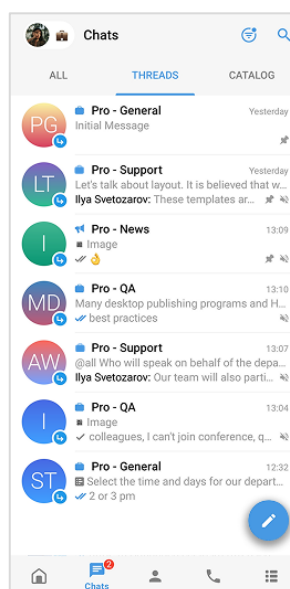 Chats
ALL THREADS CATALOG
PG Pro - General Yesterday
Initial Message
LT Pro - Support Yesterday
Let's talk about layout. It is believed that w...
Ilya Svetozarov: These templates ar...
I Pro - News 13:09
Image
👌
MD Pro - QA 13:10
Many desktop publishing programs and H...
best practices
AW Pro - Support 13:07
@all Who will speak on behalf of the depa...
Ilya Svetozarov: Our team will also parti...
I Pro - QA 13:04
Image
colleagues, I can't join conference, q...
ST Pro - General 12:32
Select the time and days for our depart...
2 or 3 pm
2
Chats